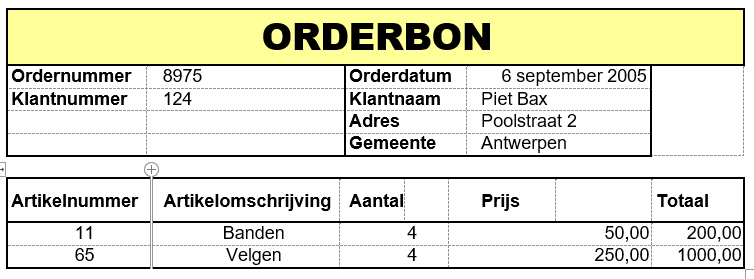 ORDERBON
Ordernummer 8975 Orderdatum 6 september 2005
Klantnummer 124 Klantnaam Piet Bax
Adres Poolstraat 2
Gemeente Antwerpen
Artikelnummer Artikelomschrijving Aantal Prijs Totaal
11 Banden 4 50,00 200,00
65 Velgen 4 250,00 1000,00